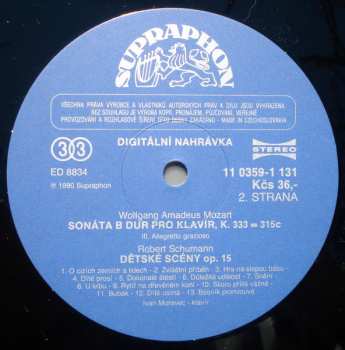 SUPRAPHON
VŠECHNA PRÁVA VÝROBCE A VLASTNÍKŮ AUTORSKÝCH PRÁV K DÍLU JSOU VYHRAZENA
BEZ SOUHLASU JE VÝROBA KOPIÍ, PRONÁJEM, PŮJČOVÁNÍ, VEŘEJNÉ
PROVOZOVÁNÍ A ROZHLASOVÉ ŠÍŘENÍ TÉTO DESKY ZAKÁZÁNO - MADE IN CZECHOSLOVAKIA
33 DIGITÁLNÍ NAHRÁVKA STEREO
ED 8834 11 0359-1 131
℗ 1990 Supraphon Kčs 36,-
2. STRANA
Wolfgang Amadeus Mozart
SONÁTA B DUR PRO KLAVÍR, K. 333 = 315c
III. Allegretto grazioso
Robert Schumann
DĚTSKÉ SCÉNY op. 15
1. O cizích zemích a lidech - 2. Zvláštní příběh - 3. Hra na slepou bábu
4. Dítě prosí - 5. Dokonalé štěstí - 6. Důležitá událost - 7. Snění
8. U krbu - 9. Rytíř na dřevěném koni - 10. Skoro příliš vážně
11. Bubák - 12. Dítě usíná - 13. Básník promlouvá
Ivan Moravec, klavír